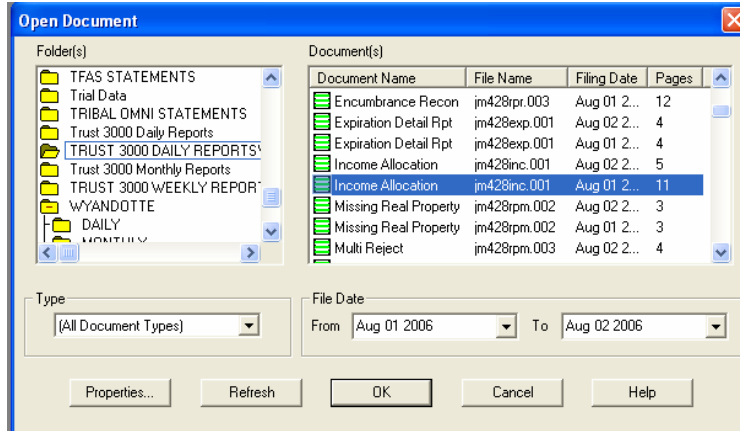 Open Document
Folder(s)
TFAS STATEMENTS
Trial Data
TRIBAL OMNI STATEMENTS
Trust 3000 Daily Reports
TRUST 3000 DAILY REPORTS
Trust 3000 Monthly Reports
TRUST 3000 WEEKLY REPOR
WYANDOTTE
DAILY
MONTHLY
Document(s)
Document Name File Name Filing Date Pages
Encumbrance Recon jm428rpr.003 Aug 01 2... 12
Expiration Detail Rpt jm428exp.001 Aug 02 2... 4
Expiration Detail Rpt jm428exp.001 Aug 01 2... 4
Income Allocation jm428inc.001 Aug 02 2... 5
Income Allocation jm428inc.001 Aug 01 2... 11
Missing Real Property jm428rpm.002 Aug 01 2... 3
Missing Real Property jm428rpm.002 Aug 02 2... 3
Multi Reject jm428rpm.003 Aug 02 2... 4
Type
(All Document Types)
File Date
From Aug 01 2006 To Aug 02 2006
Properties... Refresh OK Cancel Help